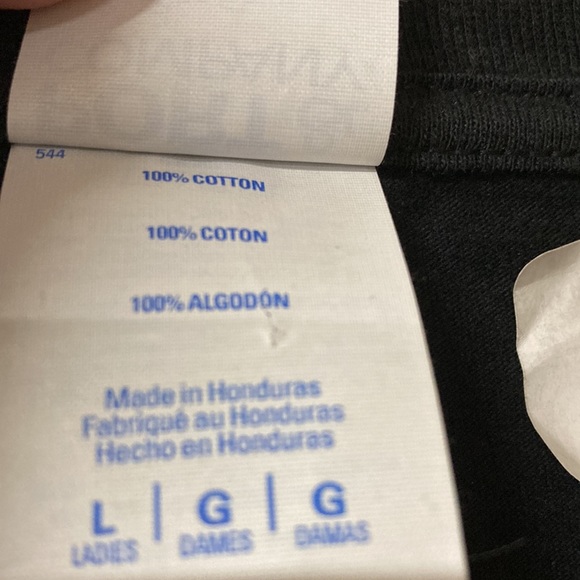 544
100% COTTON
100% COTON
100% ALGODÓN
Made in Honduras
Fabriqué au Honduras
Hecho en Honduras
L | G | G
LADIES DAMES DAMAS